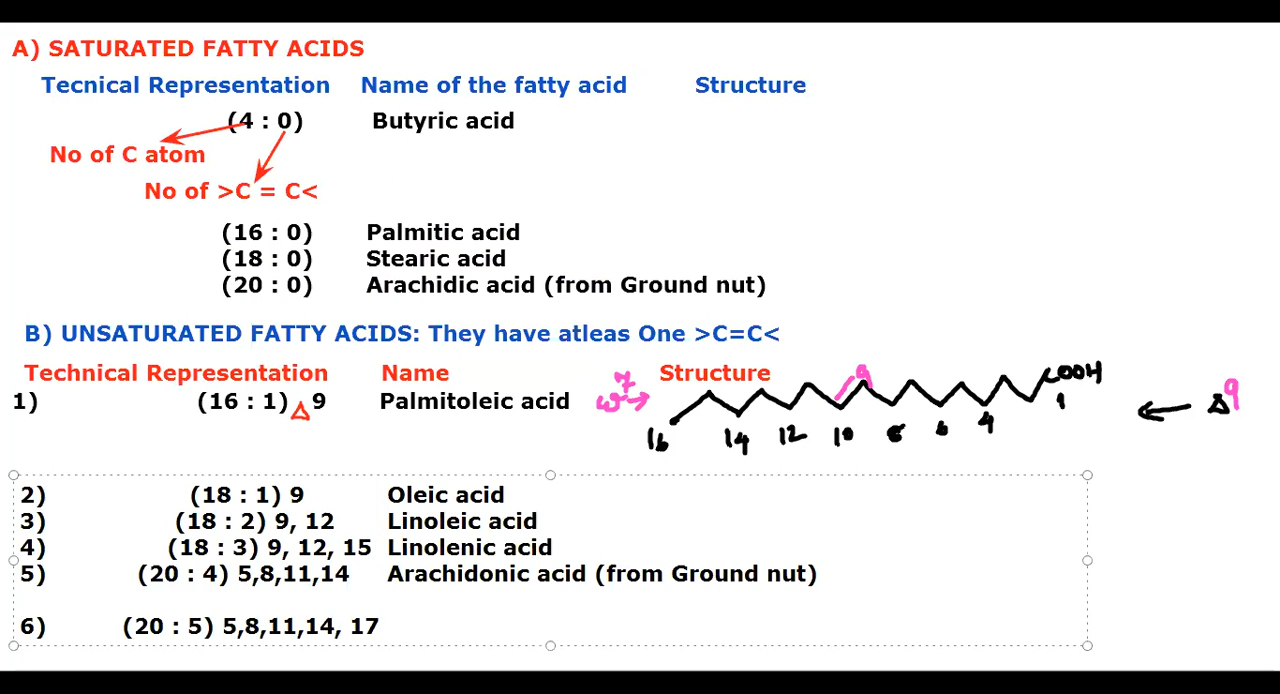 A) SATURATED FATTY ACIDS
Tecnical Representation Name of the fatty acid Structure
(4 : 0) Butyric acid
No of C atom
No of >C = C<
(16 : 0) Palmitic acid
(18 : 0) Stearic acid
(20 : 0) Arachidic acid (from Ground nut)
B) UNSATURATED FATTY ACIDS: They have atleas One >C=C<
Technical Representation Name Structure
1) (16 : 1) Δ 9 Palmitoleic acid
ω7 → 9 COOH
16 14 12 10 8 6 4 1 ← Δ9
2) (18 : 1) 9 Oleic acid
3) (18 : 2) 9, 12 Linoleic acid
4) (18 : 3) 9, 12, 15 Linolenic acid
5) (20 : 4) 5,8,11,14 Arachidonic acid (from Ground nut)
6) (20 : 5) 5,8,11,14, 17